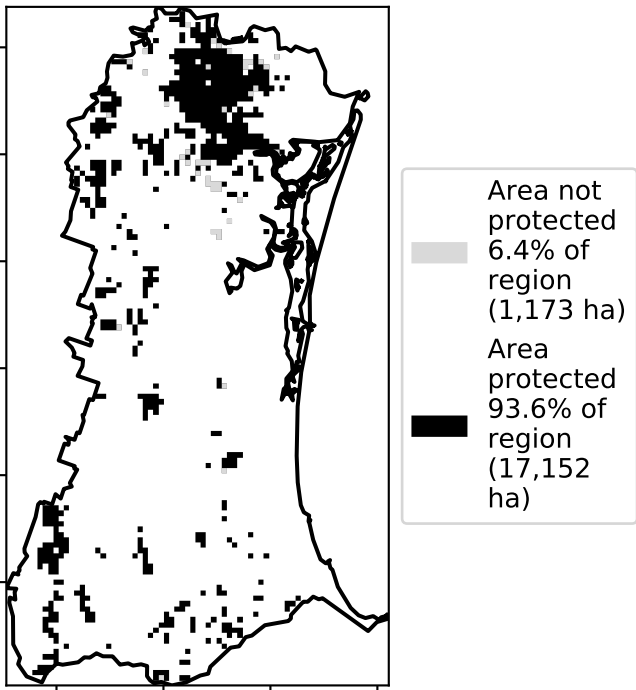 Area not
protected
6.4% of
region
(1,173 ha)
Area
protected
93.6% of
region
(17,152
ha)